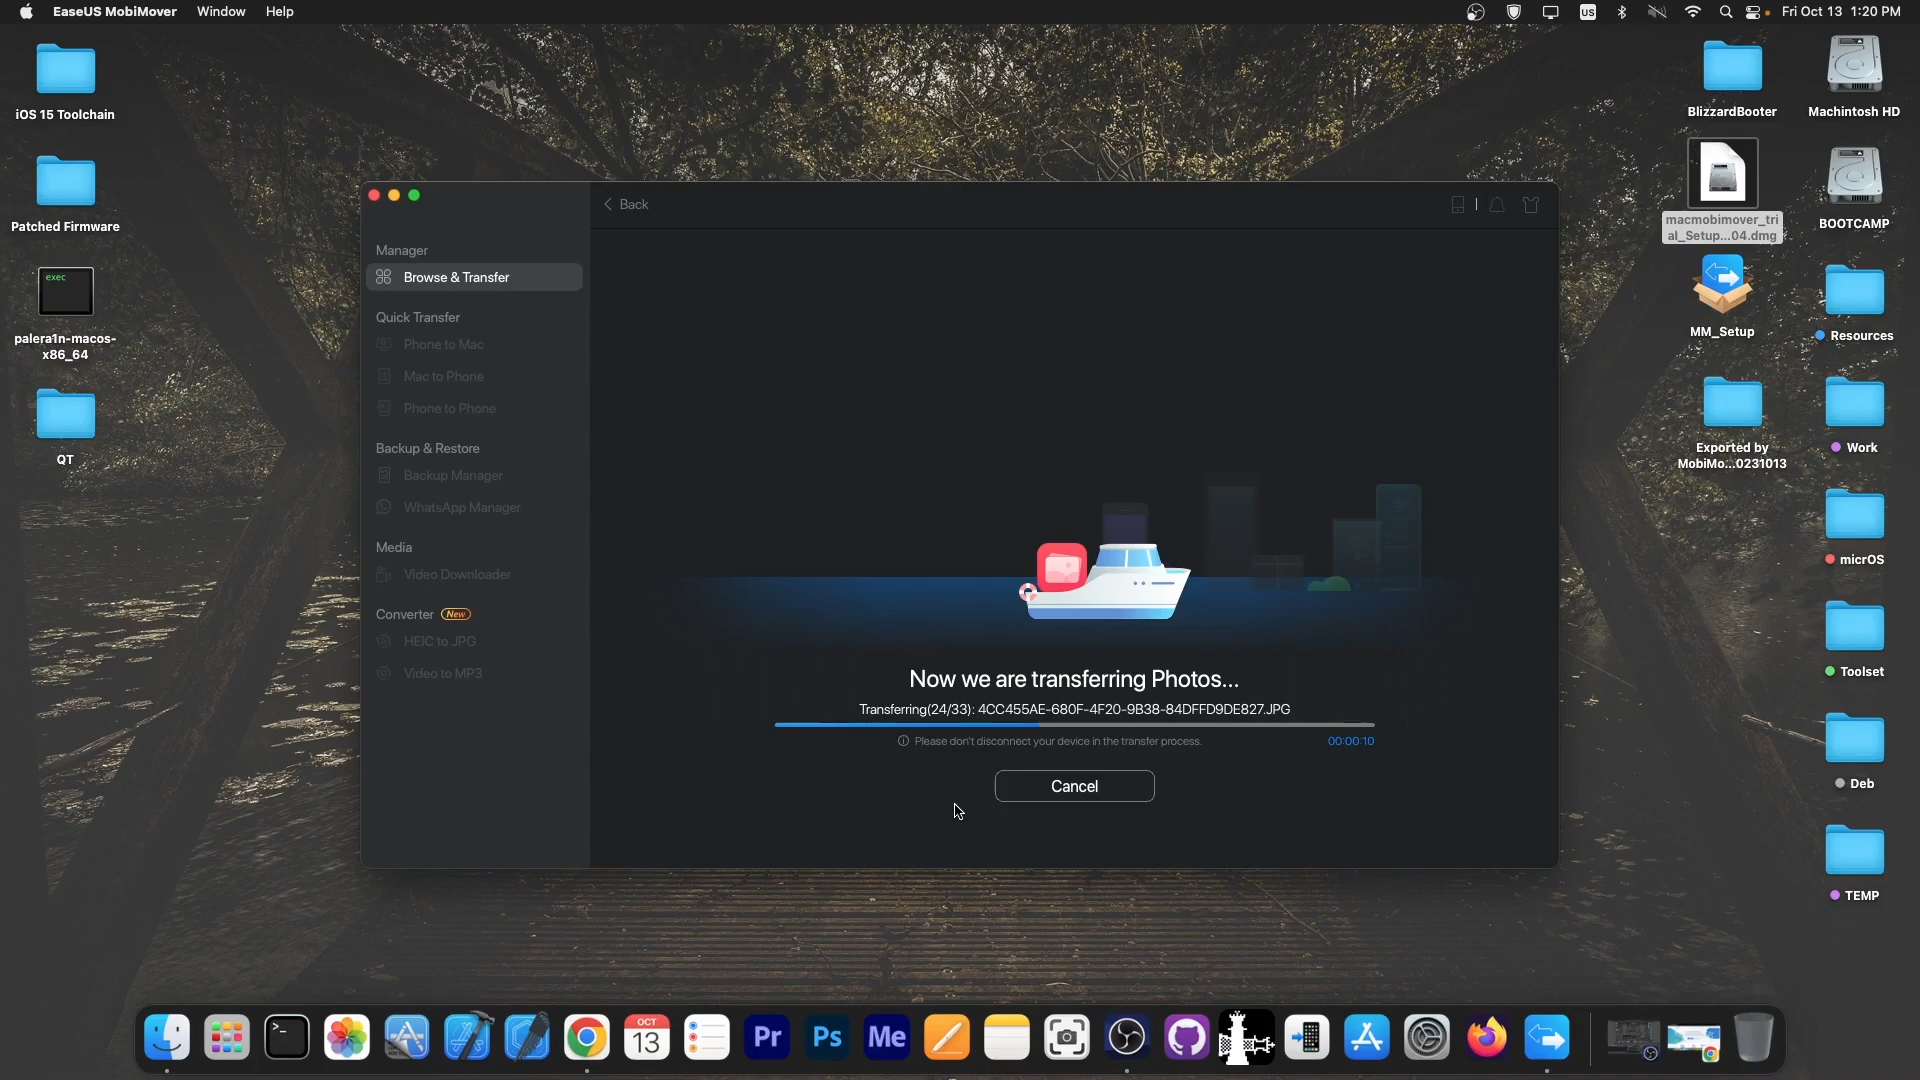 EaseUS MobiMover
Window
Help
US
Fri Oct 13 1:20 PM
iOS 15 Toolchain
Patched Firmware
exec
palera1n-macos-
x86_64
QT
BlizzardBooter
Machintosh HD
macmobimover_tri
al_Setup...04.dmg
BOOTCAMP
MM_Setup
Resources
Exported by
MobiMo...0231013
Work
micrOS
Toolset
Deb
TEMP
Back
Manager
Browse & Transfer
Quick Transfer
Phone to Mac
Mac to Phone
Phone to Phone
Backup & Restore
Backup Manager
WhatsApp Manager
Media
Video Downloader
Converter New
HEIC to JPG
Video to MP3
Now we are transferring Photos...
Transferring(24/33): 4CC455AE-680F-4F20-9B38-84DFFD9DE827.JPG
Please don't disconnect your device in the transfer process.
00:00:10
Cancel
OCT
13
Pr
Ps
Me